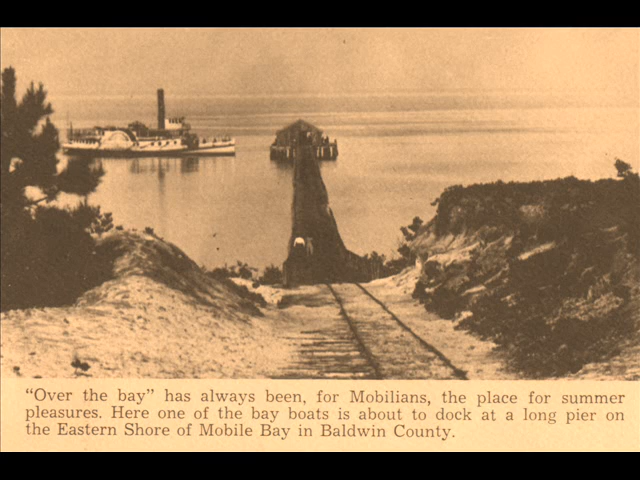 “Over the bay” has always been, for Mobilians, the place for summer
pleasures. Here one of the bay boats is about to dock at a long pier on
the Eastern Shore of Mobile Bay in Baldwin County.